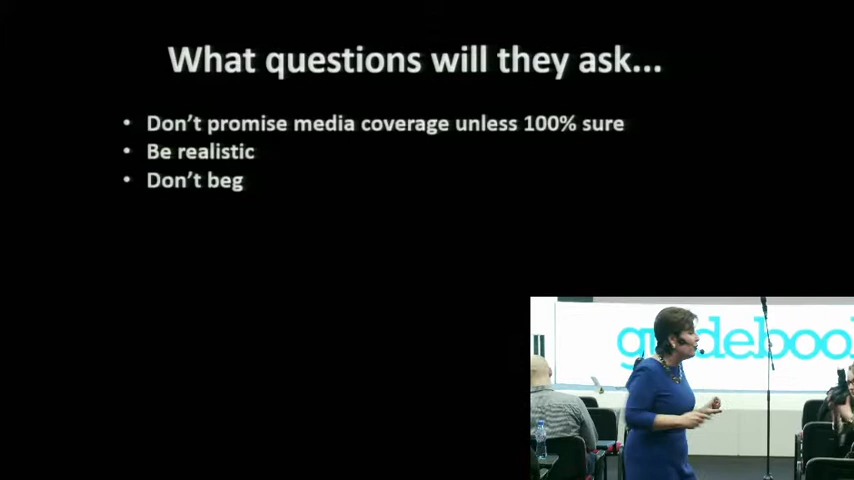 What questions will they ask...
• Don't promise media coverage unless 100% sure
• Be realistic
• Don't beg
guidebook